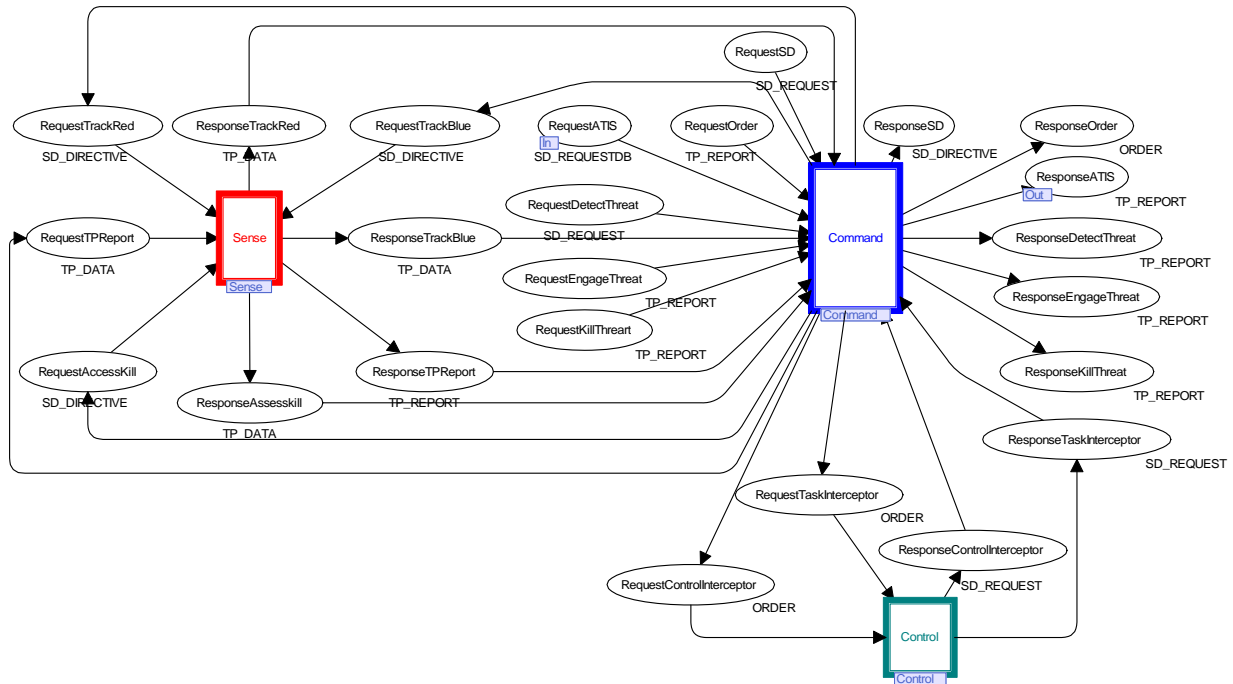 RequestSD
SD_REQUEST
RequestTrackRed
SD_DIRECTIVE
ResponseTrackRed
TP_DATA
RequestTrackBlue
SD_DIRECTIVE
RequestATIS
In
SD_REQUESTDB
RequestOrder
TP_REPORT
ResponseSD
SD_DIRECTIVE
ResponseOrder
ORDER
ResponseATIS
Out
TP_REPORT
RequestDetectThreat
SD_REQUEST
RequestTPReport
TP_DATA
Sense
Sense
ResponseTrackBlue
TP_DATA
Command
Command
ResponseDetectThreat
TP_REPORT
RequestEngageThreat
TP_REPORT
ResponseEngageThreat
TP_REPORT
RequestKillThreart
TP_REPORT
RequestAccessKill
SD_DIRECTIVE
ResponseTPReport
TP_REPORT
ResponseKillThreat
TP_REPORT
ResponseAssesskill
TP_DATA
ResponseTaskInterceptor
SD_REQUEST
RequestTaskInterceptor
ORDER
ResponseControlInterceptor
SD_REQUEST
RequestControlInterceptor
ORDER
Control
Control